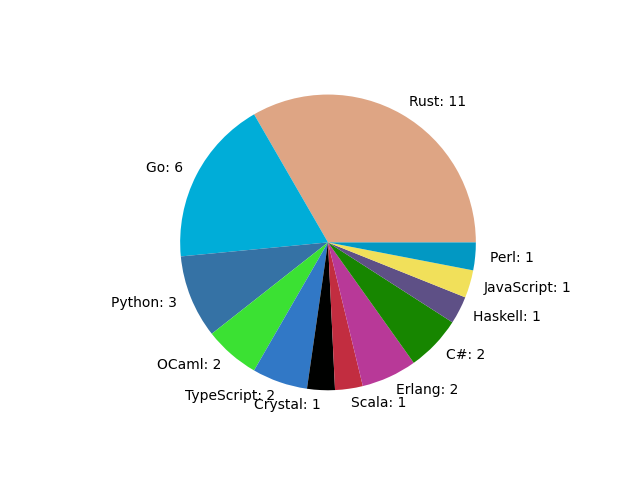 Rust: 11
Go: 6
Python: 3
OCaml: 2
TypeScript: 2
Crystal: 1
Scala: 1
Erlang: 2
C#: 2
Haskell: 1
JavaScript: 1
Perl: 1